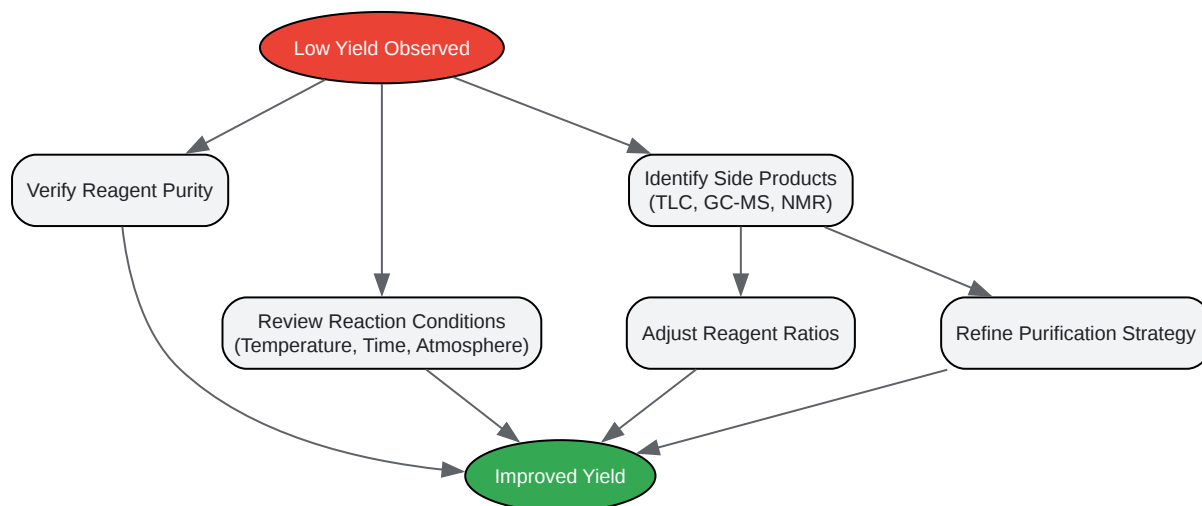 Low Yield Observed
Verify Reagent Purity
Identify Side Products
(TLC, GC-MS, NMR)
Review Reaction Conditions
(Temperature, Time, Atmosphere)
Adjust Reagent Ratios
Refine Purification Strategy
Improved Yield